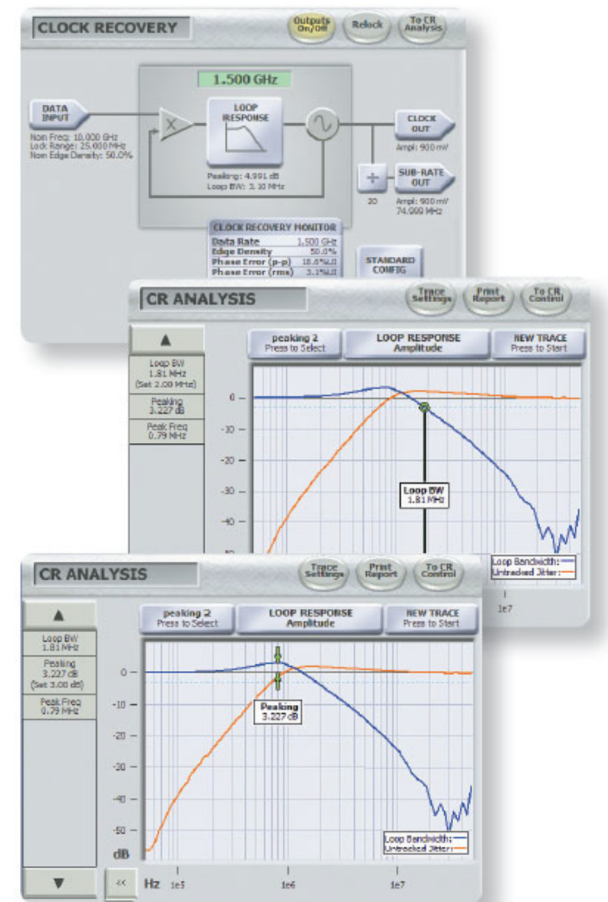 CLOCK RECOVERY
Outputs On/Off
Relock
To CR Analysis
1.500 GHz
DATA INPUT
Nom Freq: 10.000 GHz
Lock Range: 25.000 MHz
Nom Edge Density: 50.0%
X
LOOP RESPONSE
Peaking: 4.991 dB
Loop BW: 3.10 MHz
CLOCK OUT
Ampl: 900 mV
÷
20
SUB-RATE OUT
Ampl: 900 mV
74.999 MHz
CLOCK RECOVERY MONITOR
Data Rate 1.500 GHz
Edge Density 50.0%
Phase Error (p-p) 18.6%UI
Phase Error (rms) 3.1%UI
STANDARD CONFIG
CR ANALYSIS
Trace Settings
Print Report
To CR Control
peaking 2
Press to Select
LOOP RESPONSE
Amplitude
NEW TRACE
Press to Start
Loop BW
1.81 MHz
(Set 2.00 MHz)
Peaking
3.227 dB
Peak Freq
0.79 MHz
0
-10
-20
-30
-40
Loop BW
1.81 MHz
Loop Bandwidth:
Untracked Jitter:
1e7
CR ANALYSIS
Trace Settings
Print Report
To CR Control
peaking 2
Press to Select
LOOP RESPONSE
Amplitude
NEW TRACE
Press to Start
Loop BW
1.81 MHz
Peaking
3.227 dB
(Set 3.00 dB)
Peak Freq
0.79 MHz
0
-10
-20
-30
-40
-50
dB
Peaking
3.227 dB
Loop Bandwidth:
Untracked Jitter:
<<
Hz
1e5
1e6
1e7